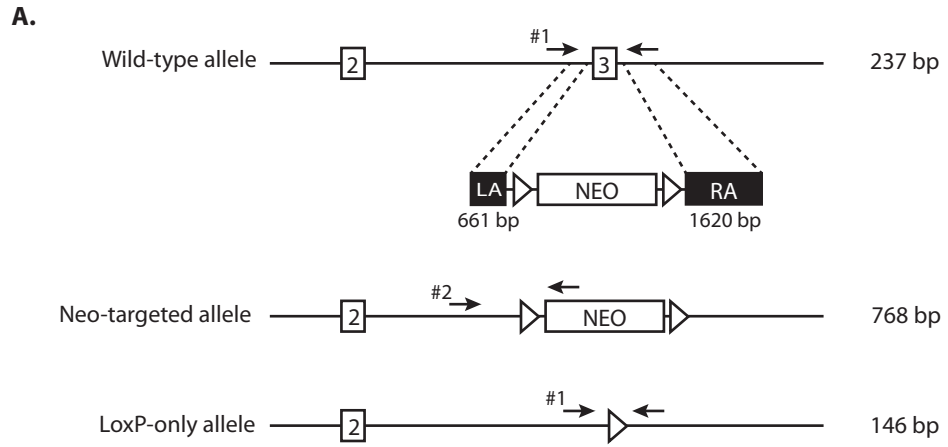 A.
#1
Wild-type allele 2 3 237 bp
LA NEO RA
661 bp 1620 bp
#2
Neo-targeted allele 2 NEO 768 bp
#1
LoxP-only allele 2 146 bp